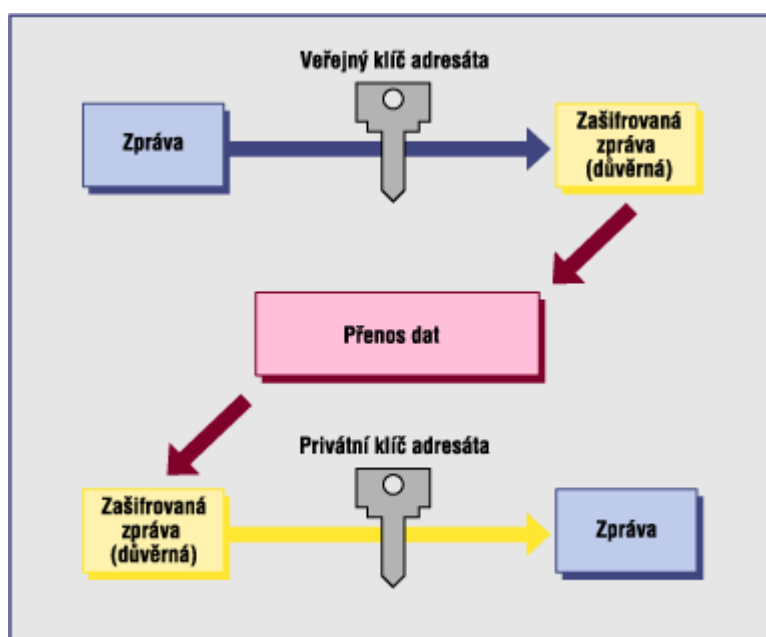 Veřejný klíč adresáta
Zpráva
Zašifrovaná
zpráva
(důvěrná)
Přenos dat
Privátní klíč adresáta
Zašifrovaná
zpráva
(důvěrná)
Zpráva